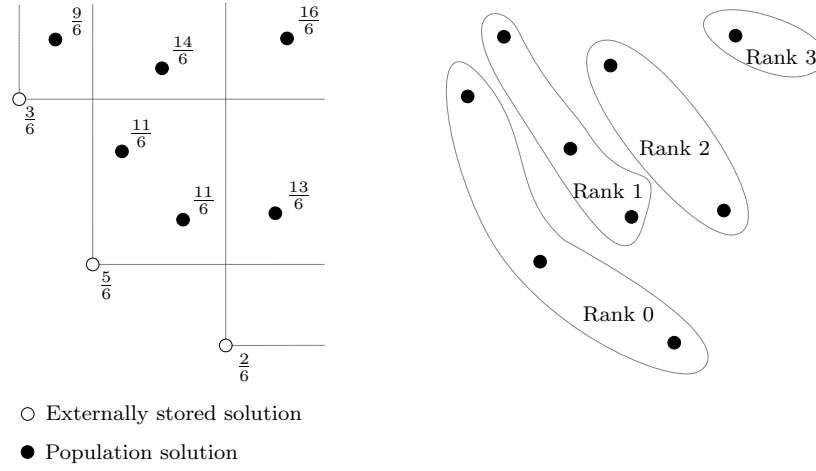 9/6
14/6
16/6
3/6
11/6
11/6
13/6
5/6
2/6
Externally stored solution
Population solution
Rank 3
Rank 2
Rank 1
Rank 0